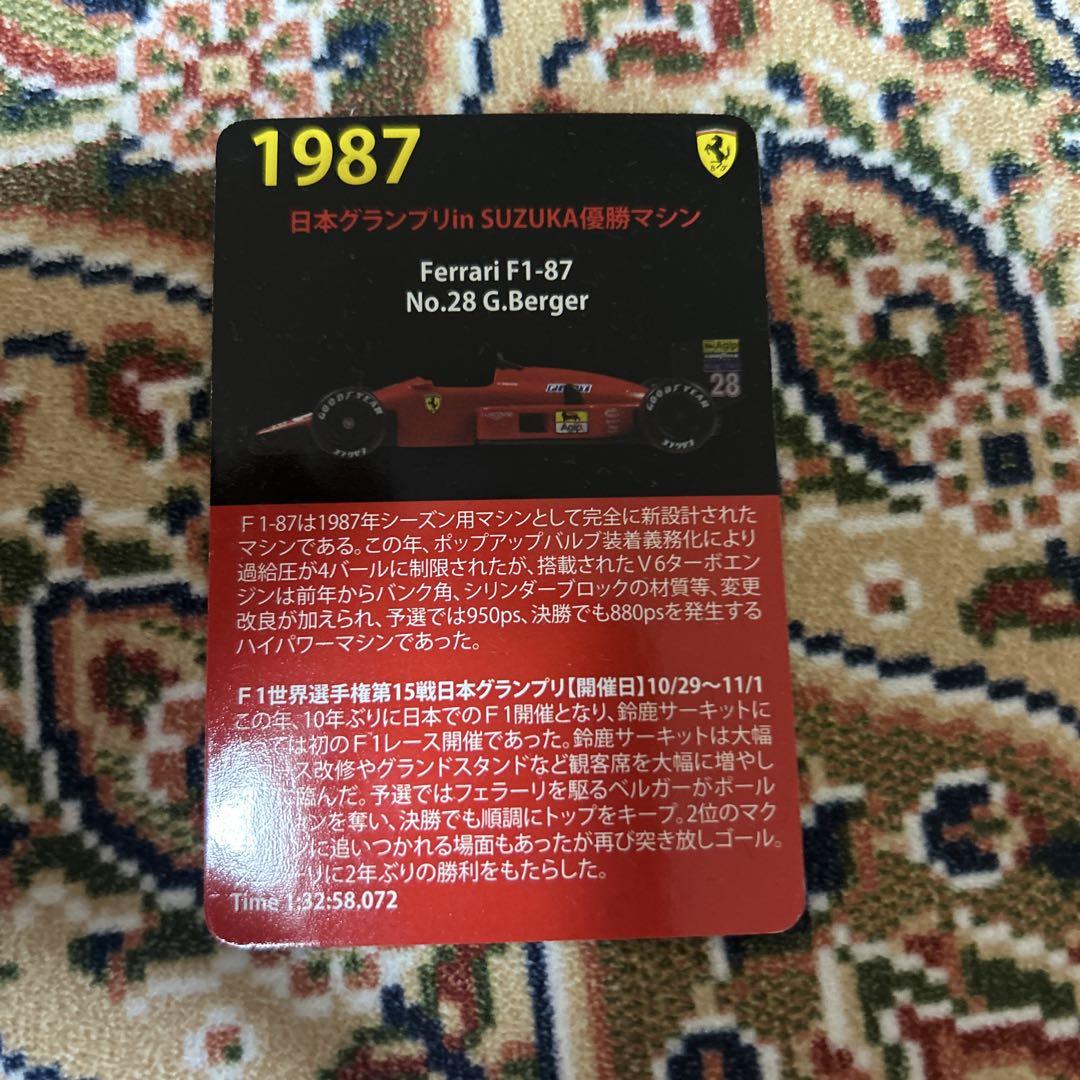 1987
日本グランプリin SUZUKA優勝マシン
Ferrari F1-87
No.28 G.Berger
Agip
GOODYEAR
28
GOOD YEAR
EAGLE
GOOD YEAR
EAGLE
Agip
F1-87は1987年シーズン用マシンとして完全に新設計された
マシンである。この年、ポップアップバルブ装着義務化により
過給圧が4バールに制限されたが、搭載されたV6ターボエン
ジンは前年からバンク角、シリンダーブロックの材質等、変更
改良が加えられ、予選では950ps、決勝でも880psを発生する
ハイパワーマシンであった。
F1世界選手権第15戦日本グランプリ【開催日】10/29〜11/1
この年、10年ぶりに日本でのF1開催となり、鈴鹿サーキットに
っては初のF1レース開催であった。鈴鹿サーキットは大幅
ス改修やグランドスタンドなど観客席を大幅に増やし
臨んだ。予選ではフェラーリを駆るベルガーがポール
ンを奪い、決勝でも順調にトップをキープ。2位のマク
ンに追いつかれる場面もあったが再び突き放しゴール。
リに2年ぶりの勝利をもたらした。
Time 1:32:58.072